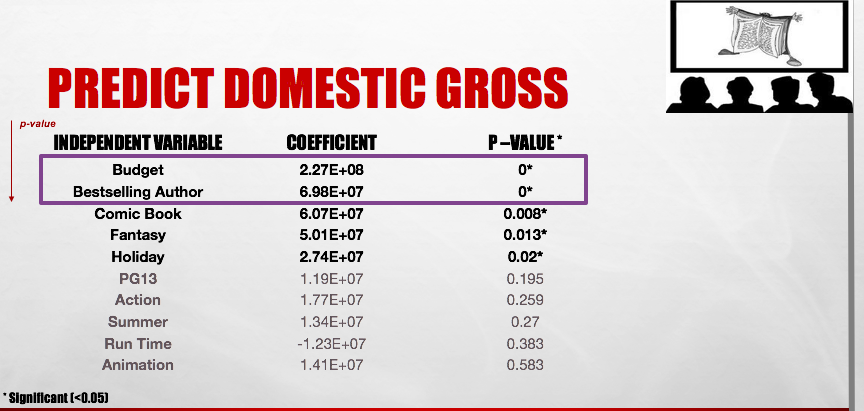 PREDICT DOMESTIC GROSS
p-value
INDEPENDENT VARIABLE COEFFICIENT P –VALUE *
Budget 2.27E+08 0*
Bestselling Author 6.98E+07 0*
Comic Book 6.07E+07 0.008*
Fantasy 5.01E+07 0.013*
Holiday 2.74E+07 0.02*
PG13 1.19E+07 0.195
Action 1.77E+07 0.259
Summer 1.34E+07 0.27
Run Time -1.23E+07 0.383
Animation 1.41E+07 0.583
* Significant (<0.05)